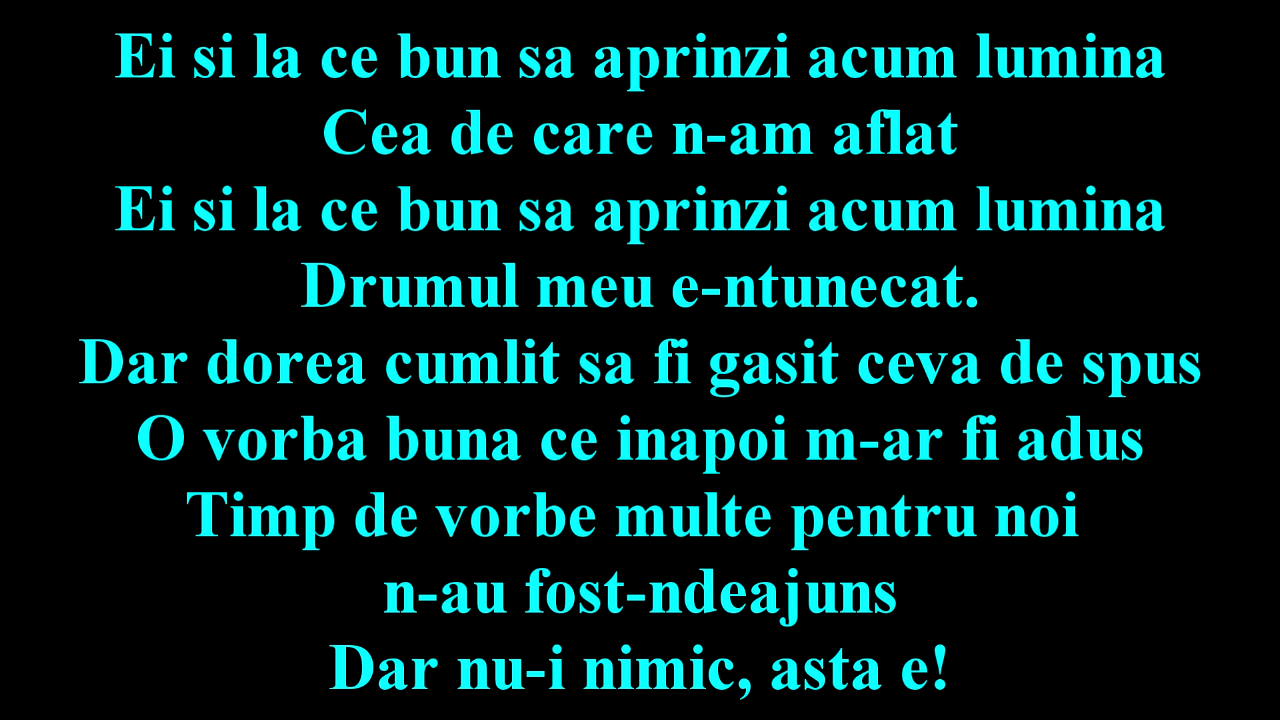 Ei si la ce bun sa aprinzi acum lumina
Cea de care n-am aflat
Ei si la ce bun sa aprinzi acum lumina
Drumul meu e-ntunecat.
Dar dorea cumlit sa fi gasit ceva de spus
O vorba buna ce inapoi m-ar fi adus
Timp de vorbe multe pentru noi
n-au fost-ndeajuns
Dar nu-i nimic, asta e!